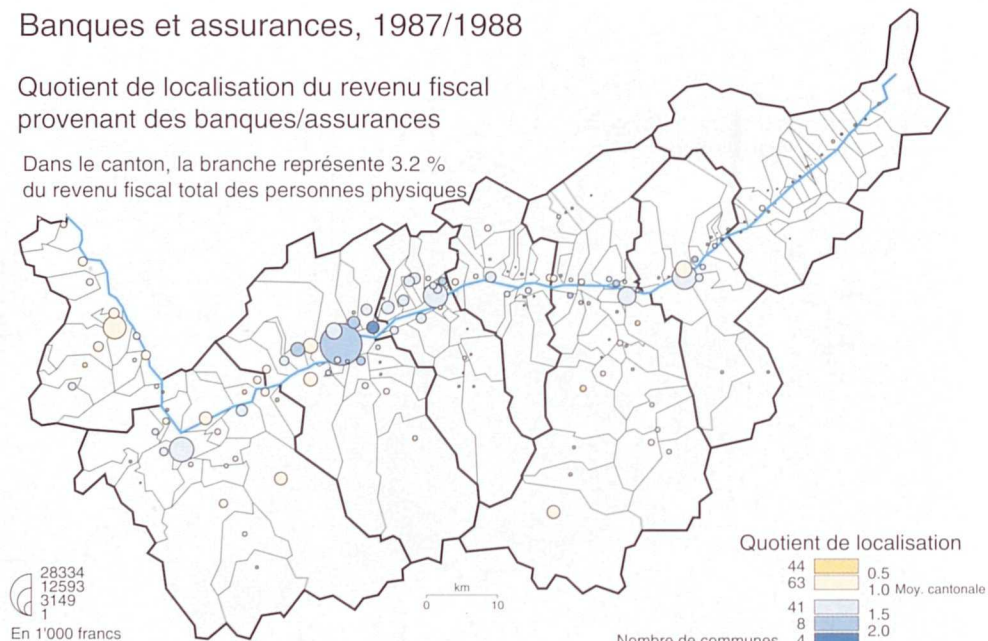 Banques et assurances, 1987/1988
Quotient de localisation du revenu fiscal
provenant des banques/assurances
Dans le canton, la branche représente 3.2 %
du revenu fiscal total des personnes physiques
28334
12593
3149
1
En 1'000 francs
km
0 10
Quotient de localisation
44
0.5
63
1.0 Moy. cantonale
41
1.5
8
2.0
Nombre de communes 4